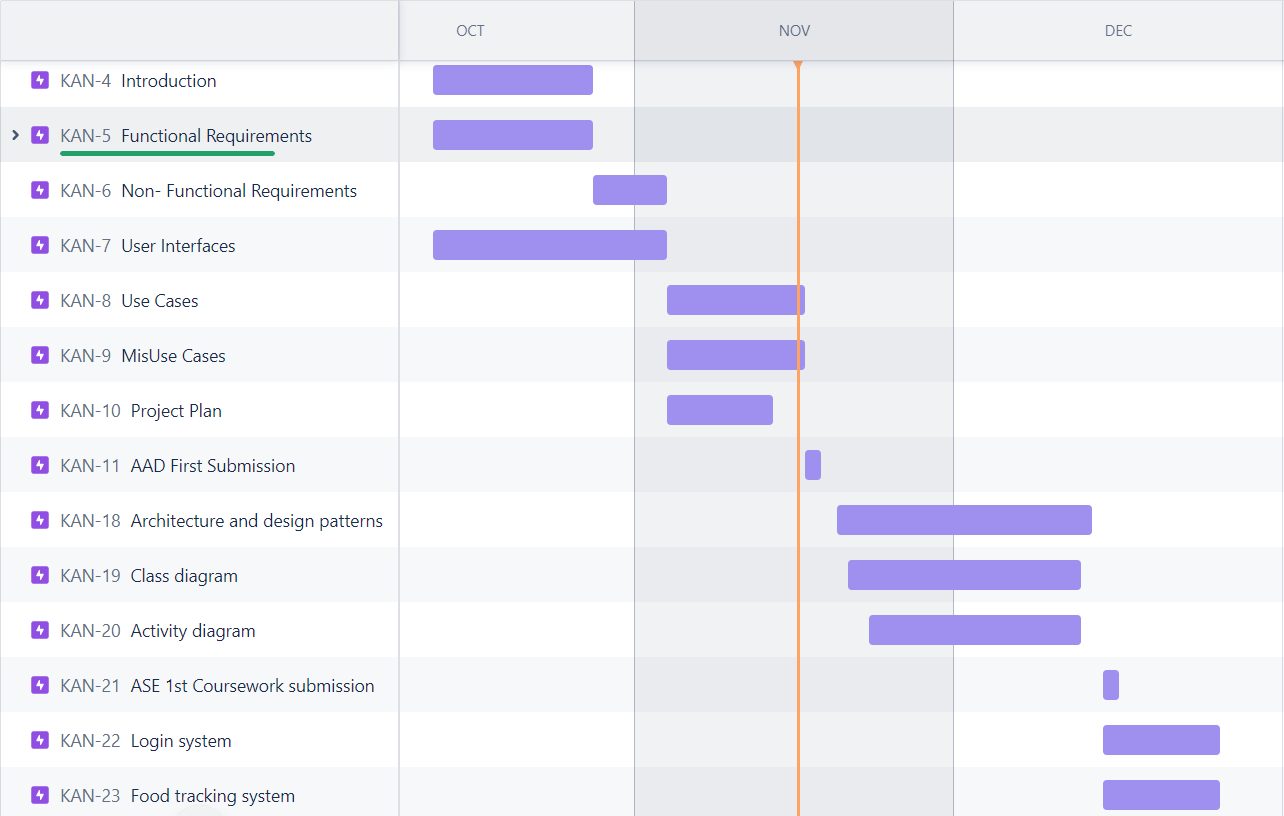 OCT NOV DEC
KAN-4 Introduction
KAN-5 Functional Requirements
KAN-6 Non- Functional Requirements
KAN-7 User Interfaces
KAN-8 Use Cases
KAN-9 MisUse Cases
KAN-10 Project Plan
KAN-11 AAD First Submission
KAN-18 Architecture and design patterns
KAN-19 Class diagram
KAN-20 Activity diagram
KAN-21 ASE 1st Coursework submission
KAN-22 Login system
KAN-23 Food tracking system